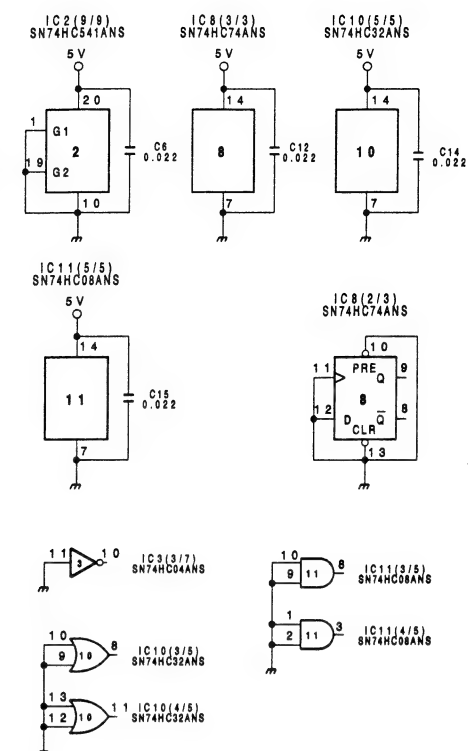 IC2(9/9)
SN74HC541ANS
5V
20
1
G1
2
19
G2
10
C6
0.022
IC8(3/3)
SN74HC74ANS
5V
14
8
7
C12
0.022
IC10(5/5)
SN74HC32ANS
5V
14
10
7
C14
0.022
IC11(5/5)
SN74HC08ANS
5V
14
11
7
C15
0.022
IC8(2/3)
SN74HC74ANS
10
11
PRE
Q
9
8
12
D
Q̅
8
CLR
13
11
3
10
IC3(3/7)
SN74HC04ANS
10
9
11
8
IC11(3/5)
SN74HC08ANS
1
2
11
3
IC11(4/5)
SN74HC08ANS
10
9
10
8
IC10(3/5)
SN74HC32ANS
13
12
10
11
IC10(4/5)
SN74HC32ANS